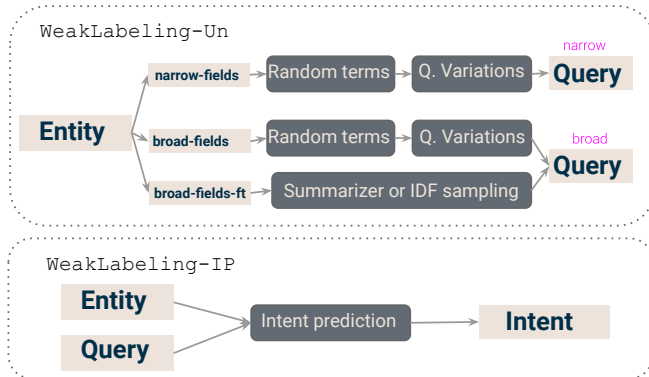 WeakLabeling-Un
narrow
narrow-fields
Random terms
Q. Variations
Query
Entity
broad-fields
Random terms
Q. Variations
broad
Query
broad-fields-ft
Summarizer or IDF sampling
WeakLabeling-IP
Entity
Query
Intent prediction
Intent